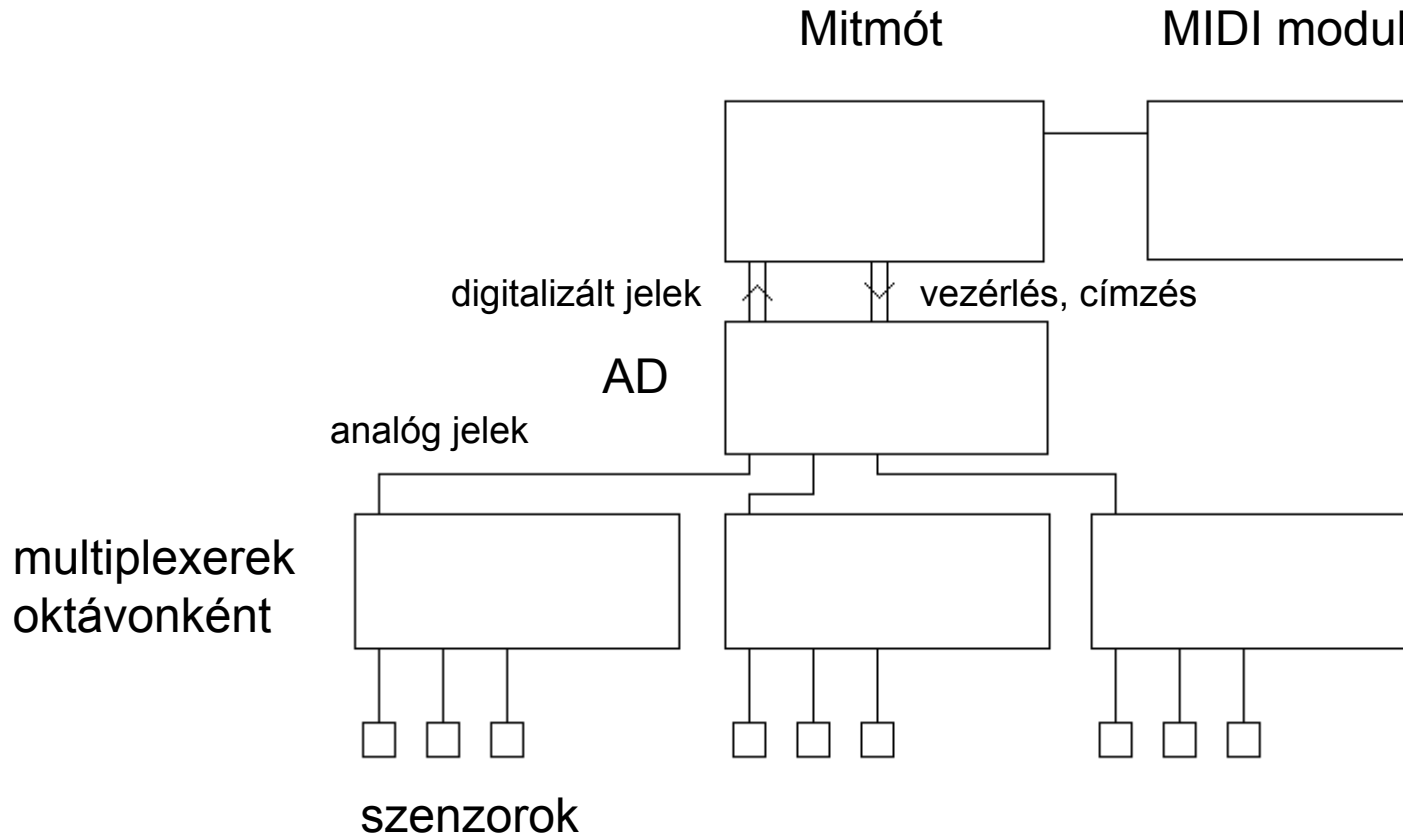 Mitmót
MIDI modul
digitalizált jelek
vezérlés, címzés
AD
analóg jelek
multiplexerek
oktávonként
szenzorok